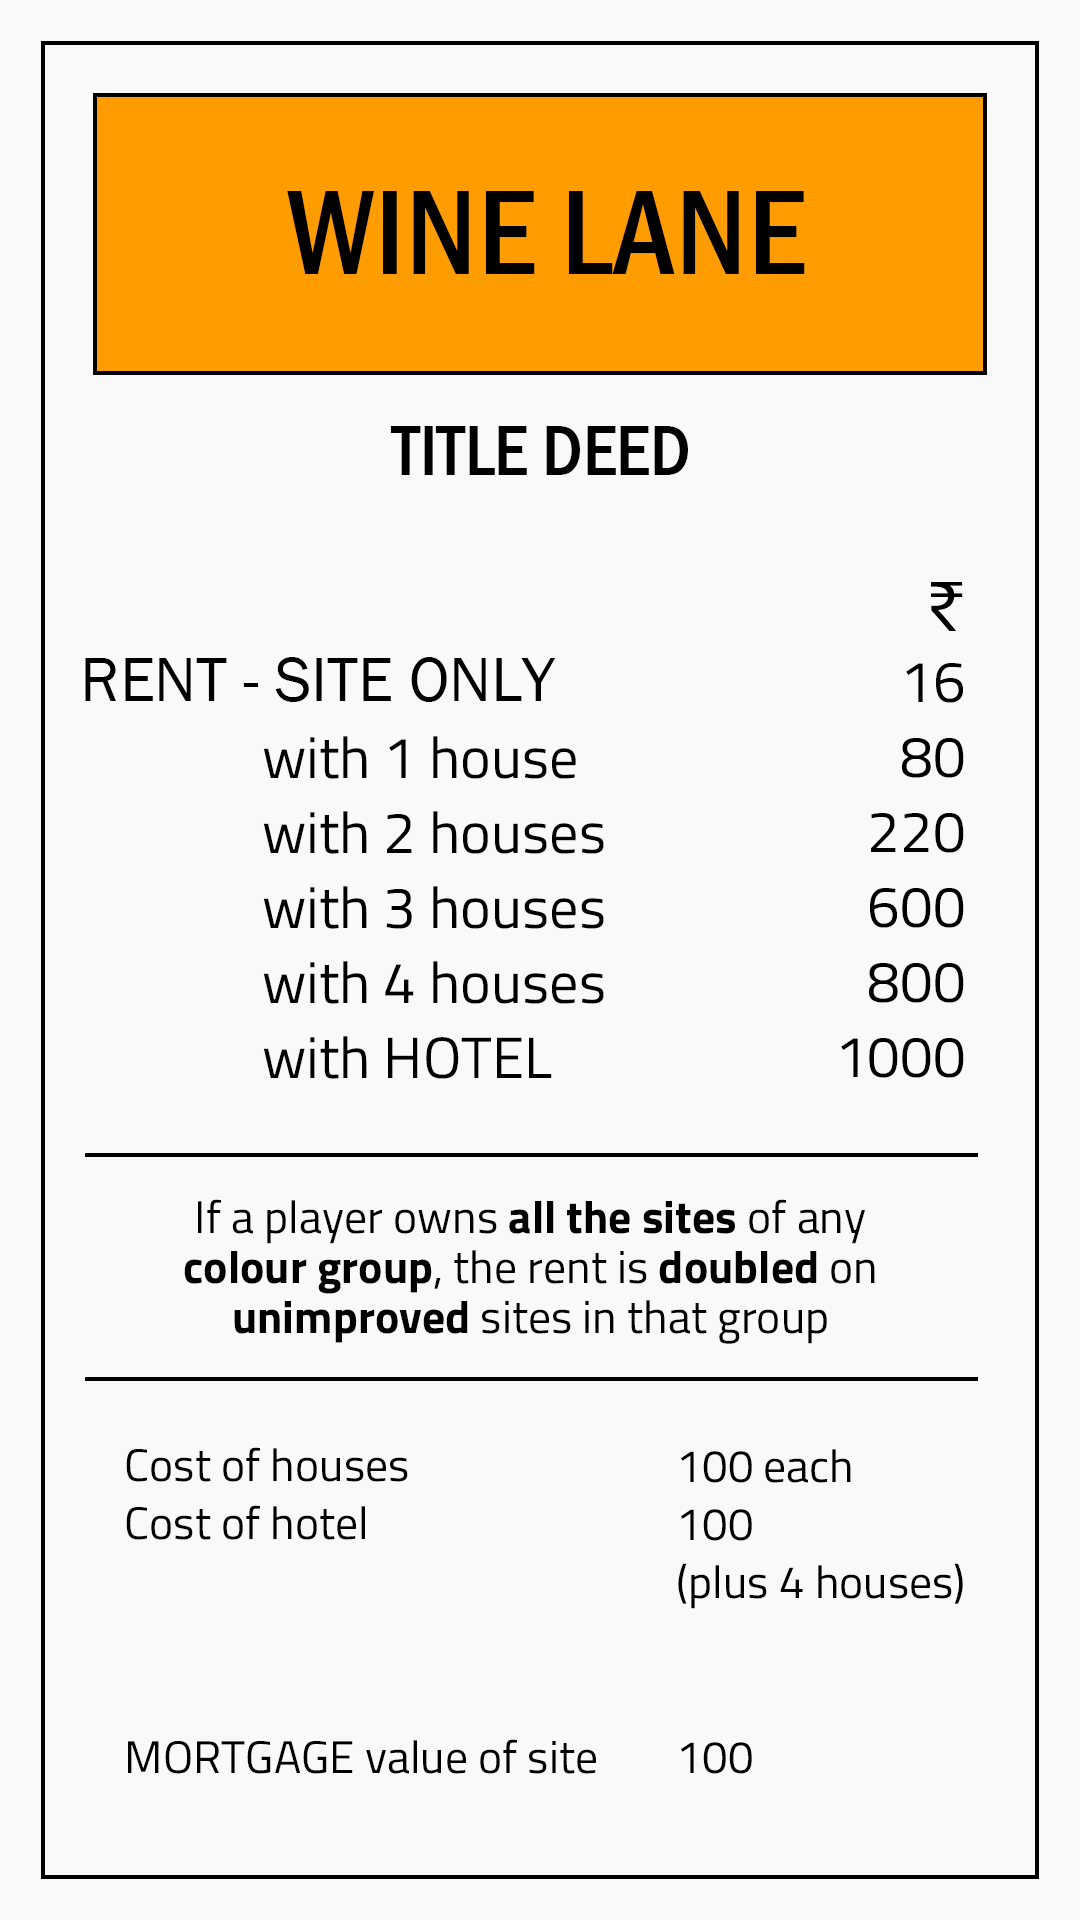 WINE LANE
TITLE DEED
₹
RENT - SITE ONLY 16
with 1 house 80
with 2 houses 220
with 3 houses 600
with 4 houses 800
with HOTEL 1000
If a player owns all the sites of any
colour group, the rent is doubled on
unimproved sites in that group
Cost of houses 100 each
Cost of hotel 100
(plus 4 houses)
MORTGAGE value of site 100